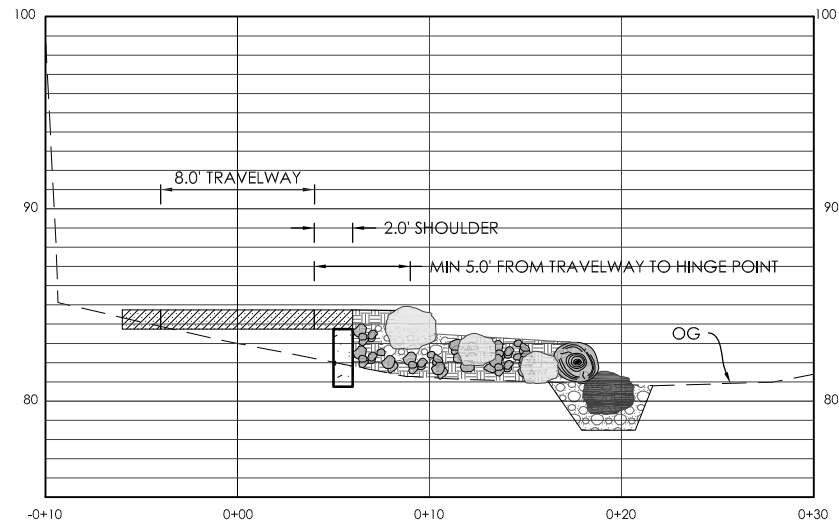 100
100
8.0' TRAVELWAY
90
90
2.0' SHOULDER
MIN 5.0' FROM TRAVELWAY TO HINGE POINT
OG
80
80
-0+10
0+00
0+10
0+20
0+30